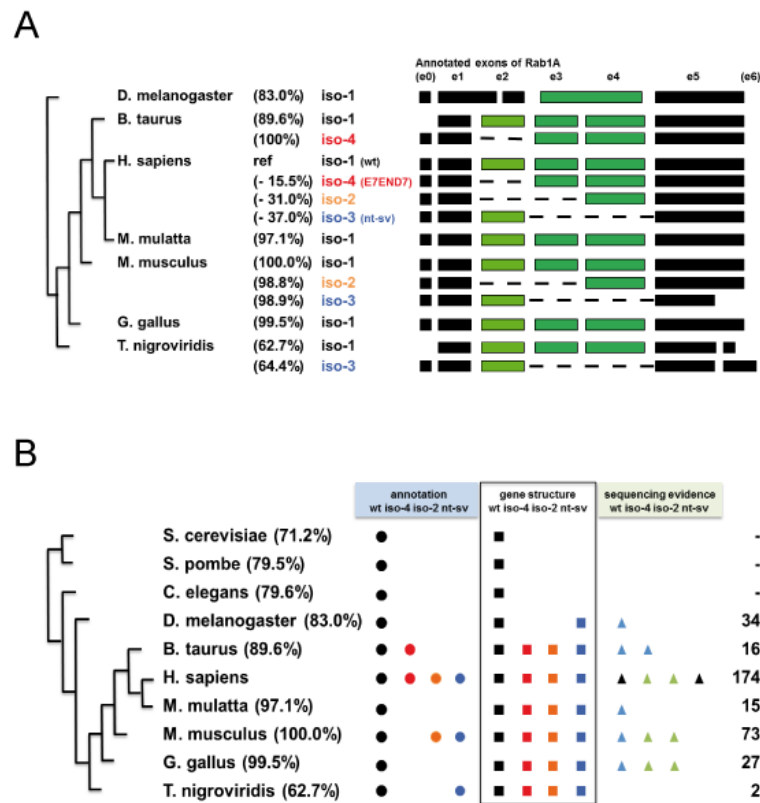 A
Annotated exons of Rab1A
(e0) e1 e2 e3 e4 e5 (e6)
D. melanogaster (83.0%) iso-1
B. taurus (89.6%) iso-1
(100%) iso-4
H. sapiens ref iso-1 (wt)
(- 15.5%) iso-4 (E7END7)
(- 31.0%) iso-2
(- 37.0%) iso-3 (nt-sv)
M. mulatta (97.1%) iso-1
M. musculus (100.0%) iso-1
(98.8%) iso-2
(98.9%) iso-3
G. gallus (99.5%) iso-1
T. nigroviridis (62.7%) iso-1
(64.4%) iso-3
B
annotation gene structure sequencing evidence
wt iso-4 iso-2 nt-sv wt iso-4 iso-2 nt-sv wt iso-4 iso-2 nt-sv
S. cerevisiae (71.2%) -
S. pombe (79.5%) -
C. elegans (79.6%) -
D. melanogaster (83.0%) 34
B. taurus (89.6%) 16
H. sapiens 174
M. mulatta (97.1%) 15
M. musculus (100.0%) 73
G. gallus (99.5%) 27
T. nigroviridis (62.7%) 2